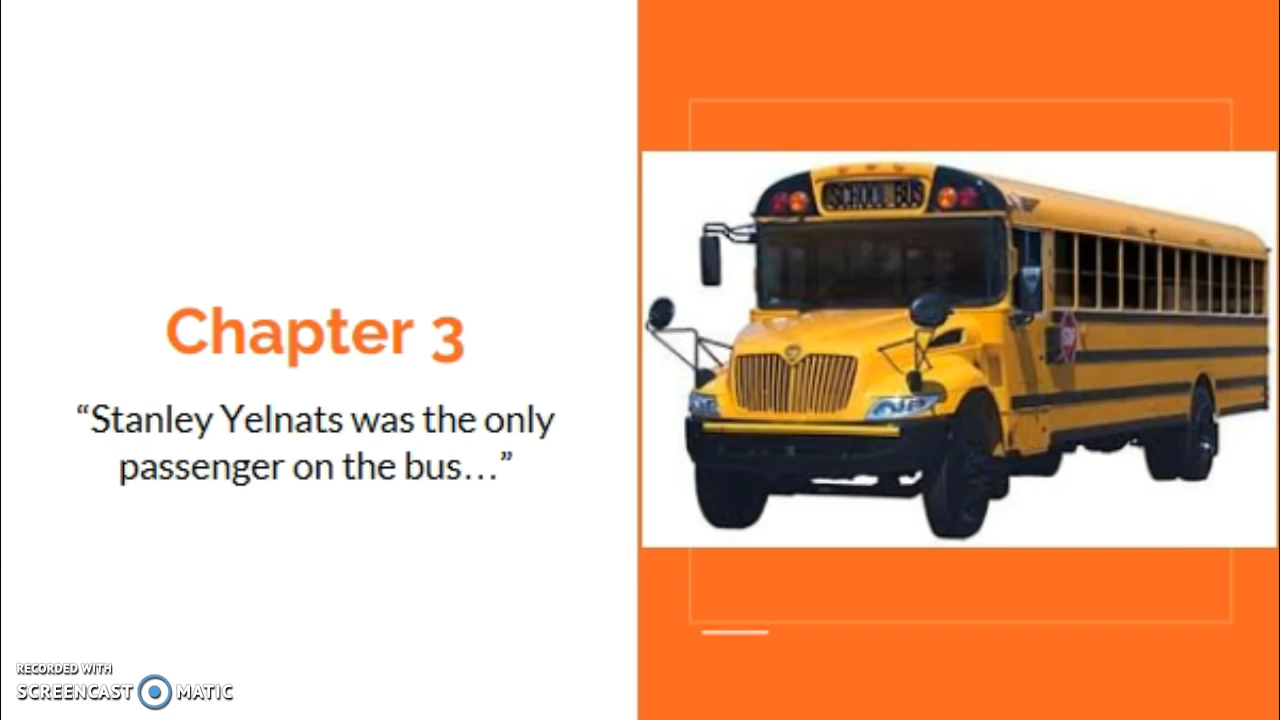 Chapter 3
“Stanley Yelnats was the only
passenger on the bus…”
SCHOOL BUS
RECORDED WITH
SCREENCAST MATIC